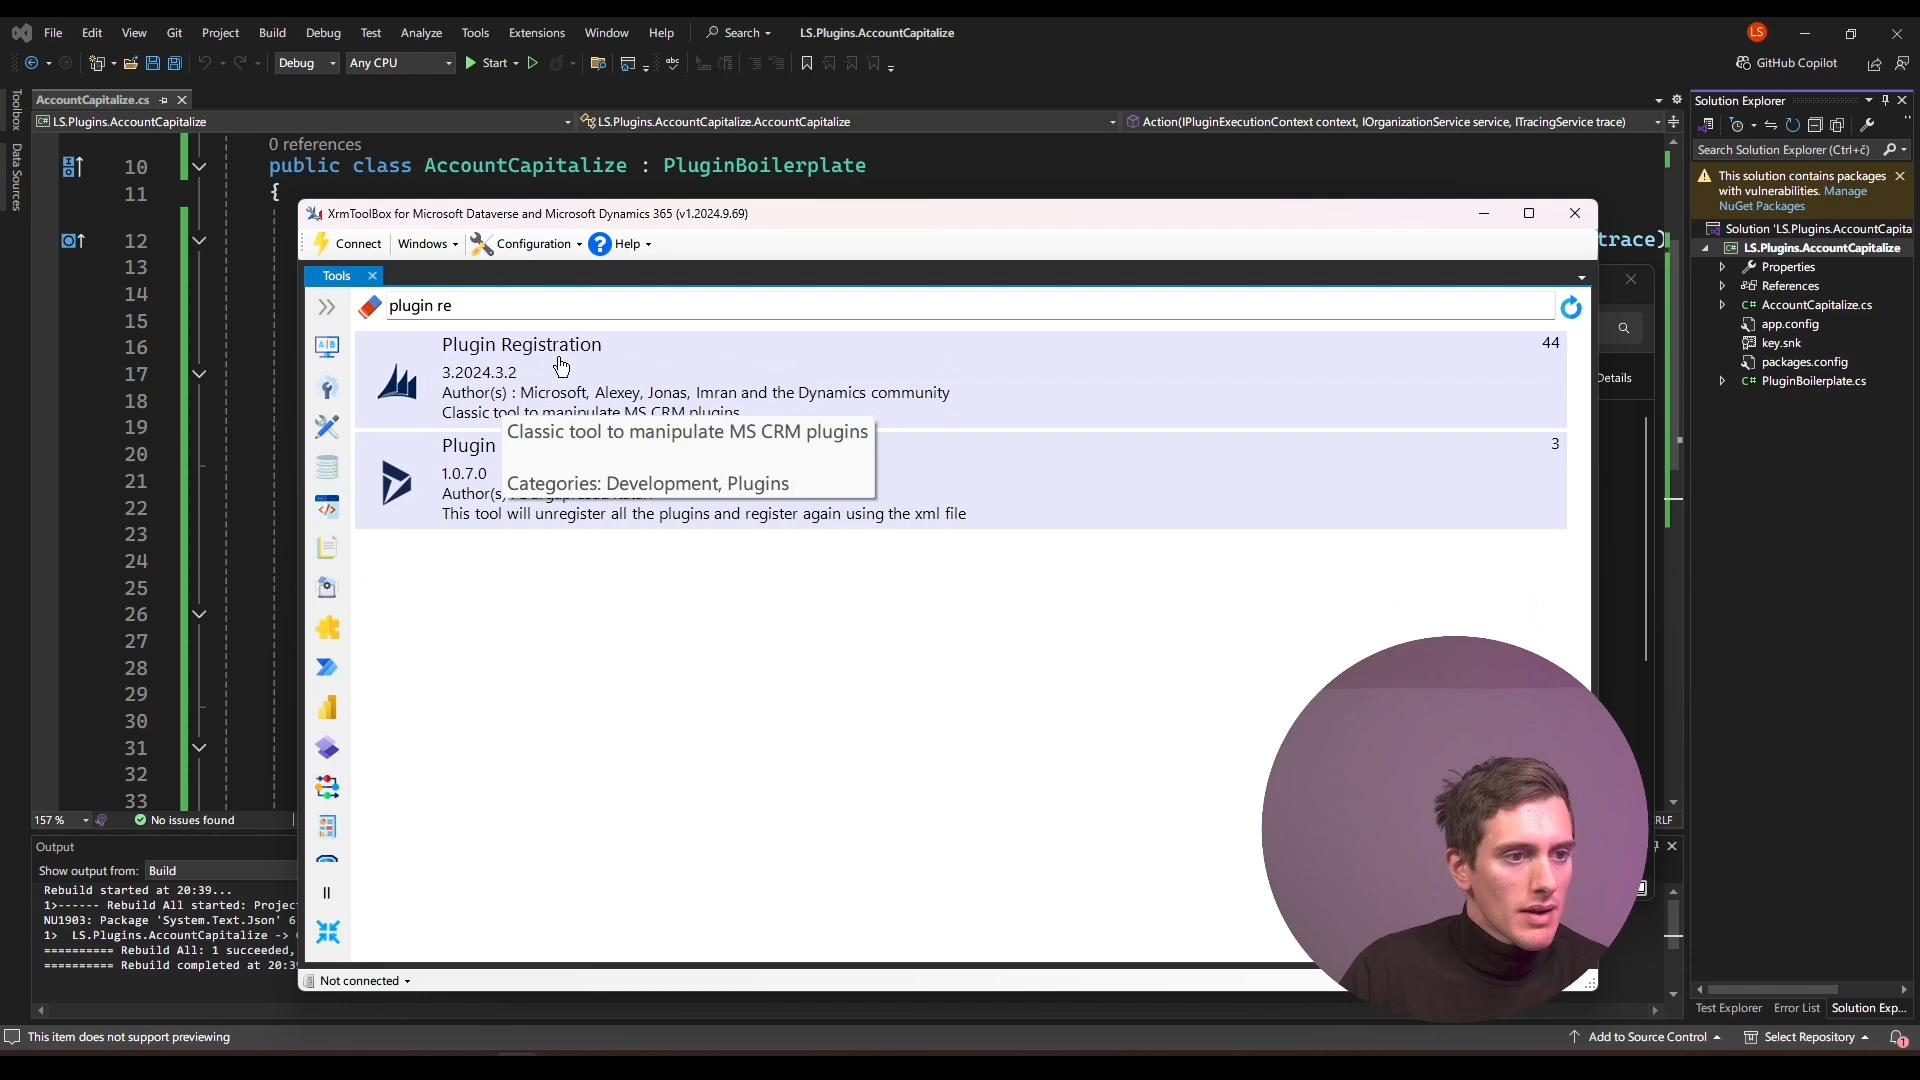 File Edit View Git Project Build Debug Test Analyze Tools Extensions Window Help Search LS.Plugins.AccountCapitalize LS
Debug Any CPU Start GitHub Copilot
Toolbox
Data Sources
AccountCapitalize.cs
LS.Plugins.AccountCapitalize LS.Plugins.AccountCapitalize.AccountCapitalize Action(IPluginExecutionContext context, IOrganizationService service, ITracingService trace)
0 references
10 public class AccountCapitalize : PluginBoilerplate
11 {
12 trace)
13
14
15
16
17
18
19
20
21
22
23
24
25
26
27
28
29
30
31
32
33
XrmToolBox for Microsoft Dataverse and Microsoft Dynamics 365 (v1.2024.9.69)
Connect Windows Configuration Help
Tools
plugin re
Plugin Registration 44
3.2024.3.2
Author(s) : Microsoft, Alexey, Jonas, Imran and the Dynamics community
Classic tool to manipulate MS CRM plugins
Classic tool to manipulate MS CRM plugins
Categories: Development, Plugins
Plugin 3
1.0.7.0
Author(s)
This tool will unregister all the plugins and register again using the xml file
Not connected
Details
157 % No issues found
RLF
Output
Show output from: Build
Rebuild started at 20:39...
1>------ Rebuild All started: Project
NU1903: Package 'System.Text.Json' 6
1> LS.Plugins.AccountCapitalize ->
========== Rebuild All: 1 succeeded,
========== Rebuild completed at 20:39
Solution Explorer
Search Solution Explorer (Ctrl+č)
This solution contains packages
with vulnerabilities. Manage
NuGet Packages
Solution 'LS.Plugins.AccountCapita
LS.Plugins.AccountCapitalize
Properties
References
C# AccountCapitalize.cs
app.config
key.snk
packages.config
C# PluginBoilerplate.cs
Test Explorer Error List Solution Exp...
This item does not support previewing
Add to Source Control Select Repository 1